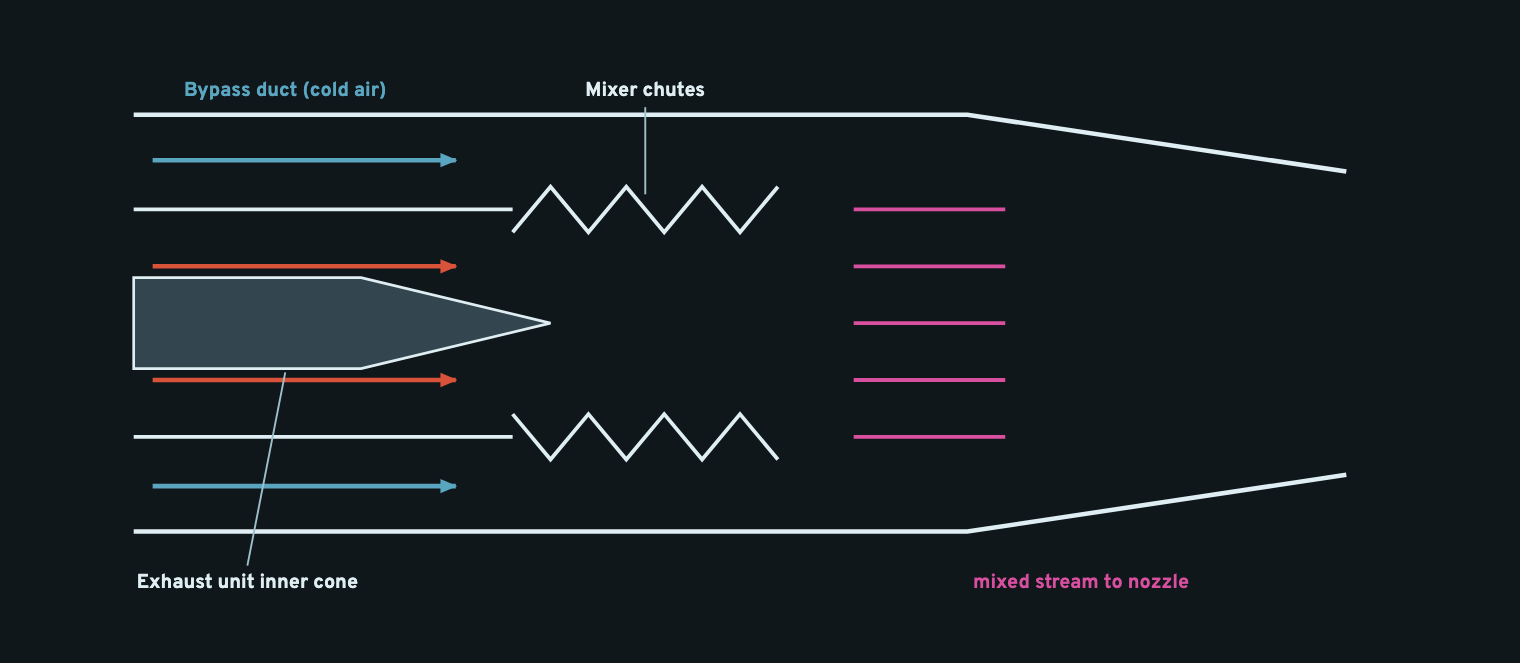 Bypass duct (cold air)
Mixer chutes
Exhaust unit inner cone
mixed stream to nozzle